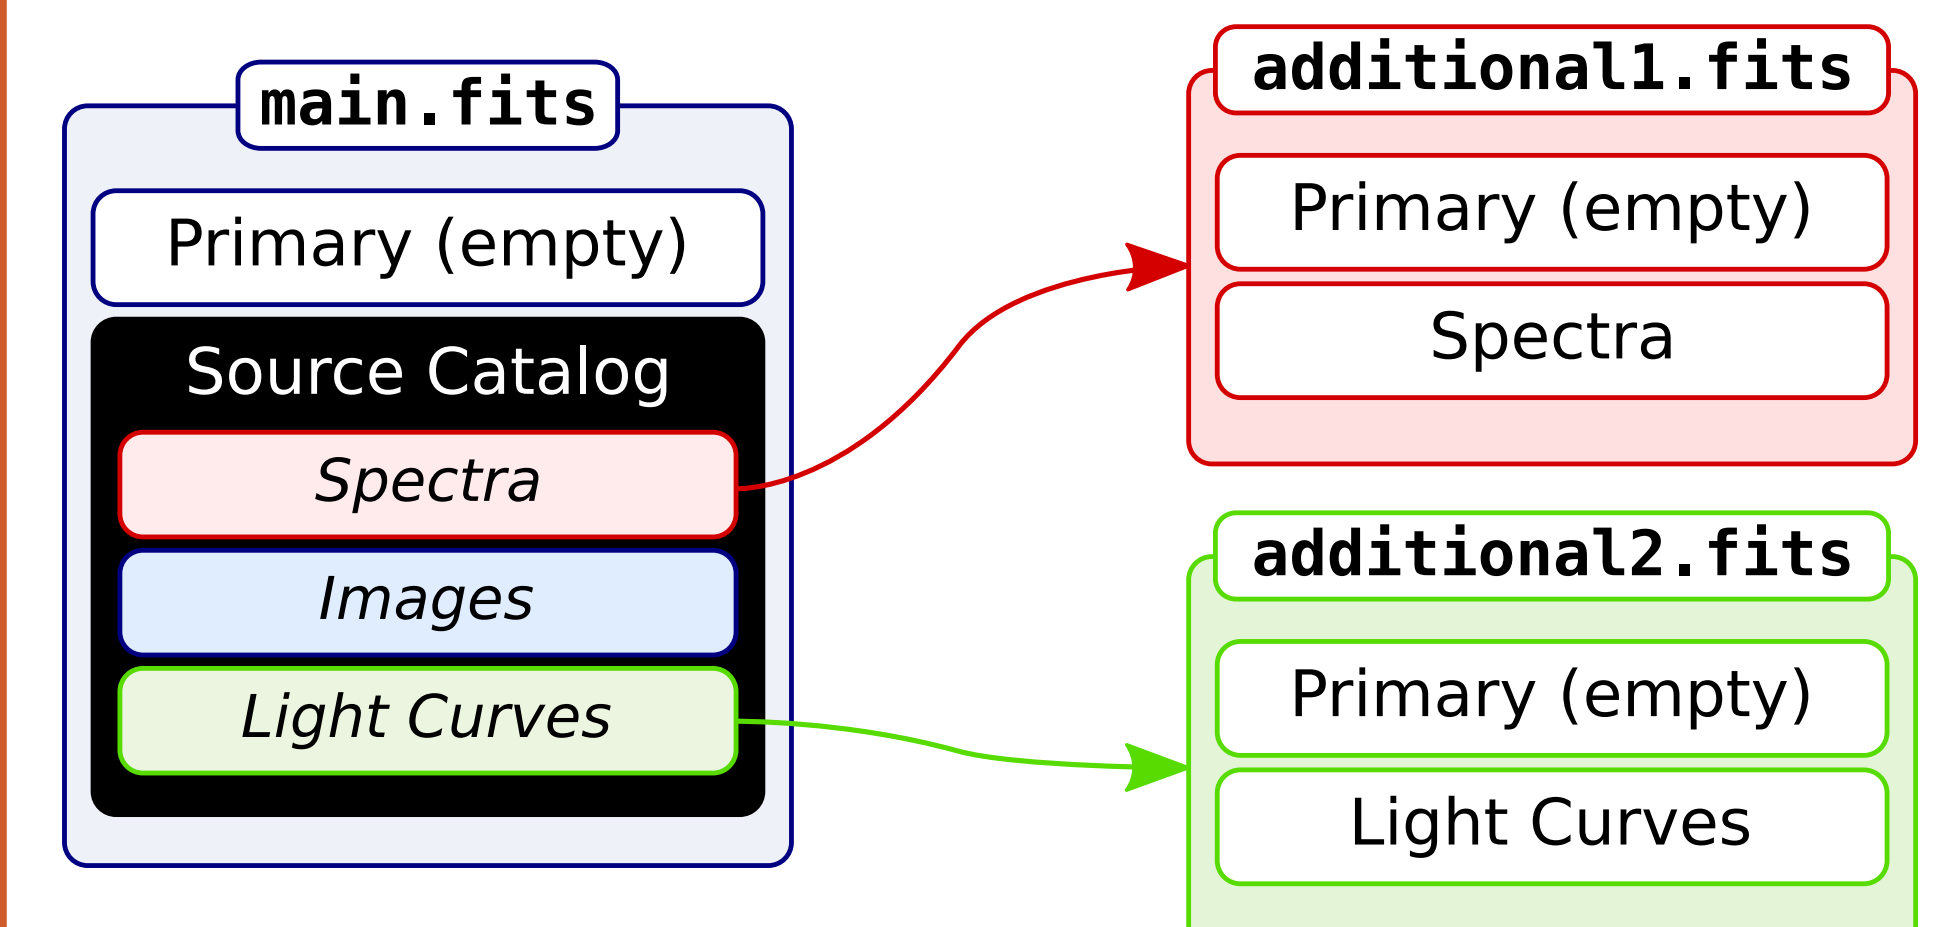 main.fits
Primary (empty)
Source Catalog
Spectra
Images
Light Curves
additional1.fits
Primary (empty)
Spectra
additional2.fits
Primary (empty)
Light Curves